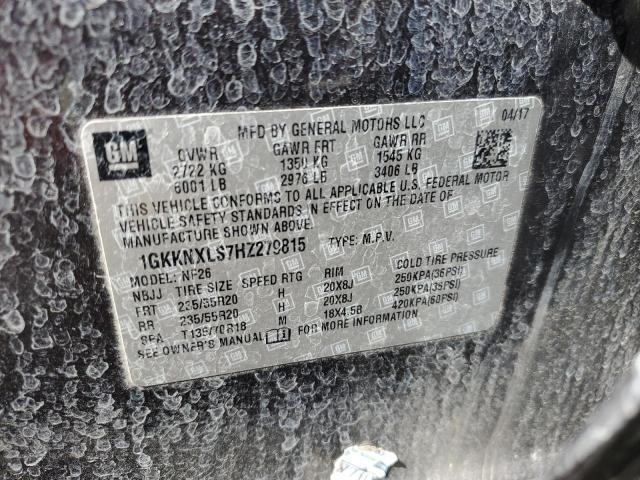 GM
MFD BY GENERAL MOTORS LLC 04/17
GVWR GAWR FRT GAWR RR
2722 KG 1350 KG 1545 KG
6001 LB 2976 LB 3406 LB
THIS VEHICLE CONFORMS TO ALL APPLICABLE U.S. FEDERAL MOTOR
VEHICLE SAFETY STANDARDS IN EFFECT ON THE DATE OF
MANUFACTURE SHOWN ABOVE.
1GKKNXLS7HZ279815 TYPE: M.P.V.
MODEL: NF26
NBJJ TIRE SIZE SPEED RTG RIM COLD TIRE PRESSURE
FRT 235/55R20 H 20X8J 250KPA(36PSI)
RR 235/55R20 H 20X8J 250KPA(36PSI)
SPA T135/70R18 M 18X4.5B 420KPA(60PSI)
SEE OWNER'S MANUAL FOR MORE INFORMATION.